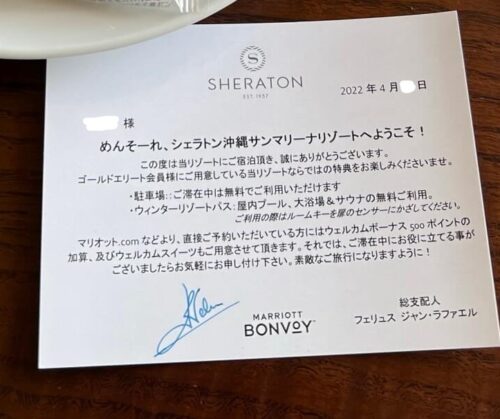 SHERATON
EST. 1937
2022 年 4 月 日
様
めんそーれ、シェラトン沖縄サンマリーナリゾートへようこそ！
この度は当リゾートにご宿泊頂き、誠にありがとうございます。
ゴールドエリート会員様にご用意している当リゾートならではの特典をお楽しみくださいませ。
・駐車場：：ご滞在中は無料でご利用いただけます
・ウィンターリゾートパス：屋内プール、大浴場＆サウナの無料ご利用。
ご利用の際はルームキーを扉のセンサーにかざしてください。
マリオット.com などより、直接ご予約いただいている方にはウェルカムボーナス 500 ポイントの
加算、及びウェルカムスイーツもご用意させて頂きます。それでは、ご滞在中にお役に立てる事が
ございましたらお気軽にお申し付け下さい。素敵なご旅行になりますように！
MARRIOTT
BONVOY
総支配人
フェリュス ジャン・ラファエル